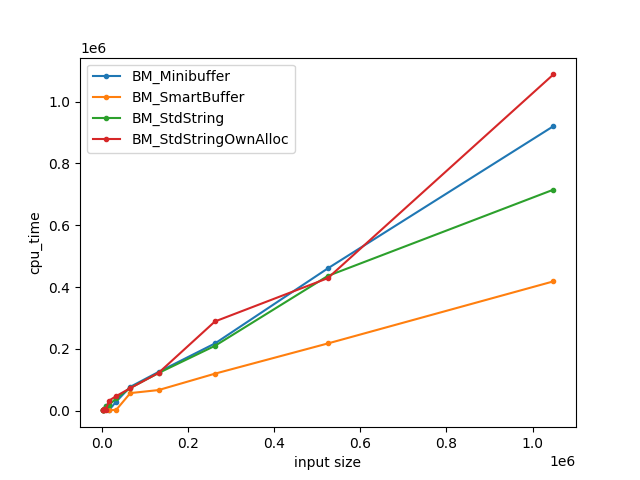 1e6
BM_Minibuffer
BM_SmartBuffer
BM_StdString
BM_StdStringOwnAlloc
1.0
0.8
0.6
0.4
0.2
0.0
cpu_time
0.0 0.2 0.4 0.6 0.8 1.0
input size
1e6